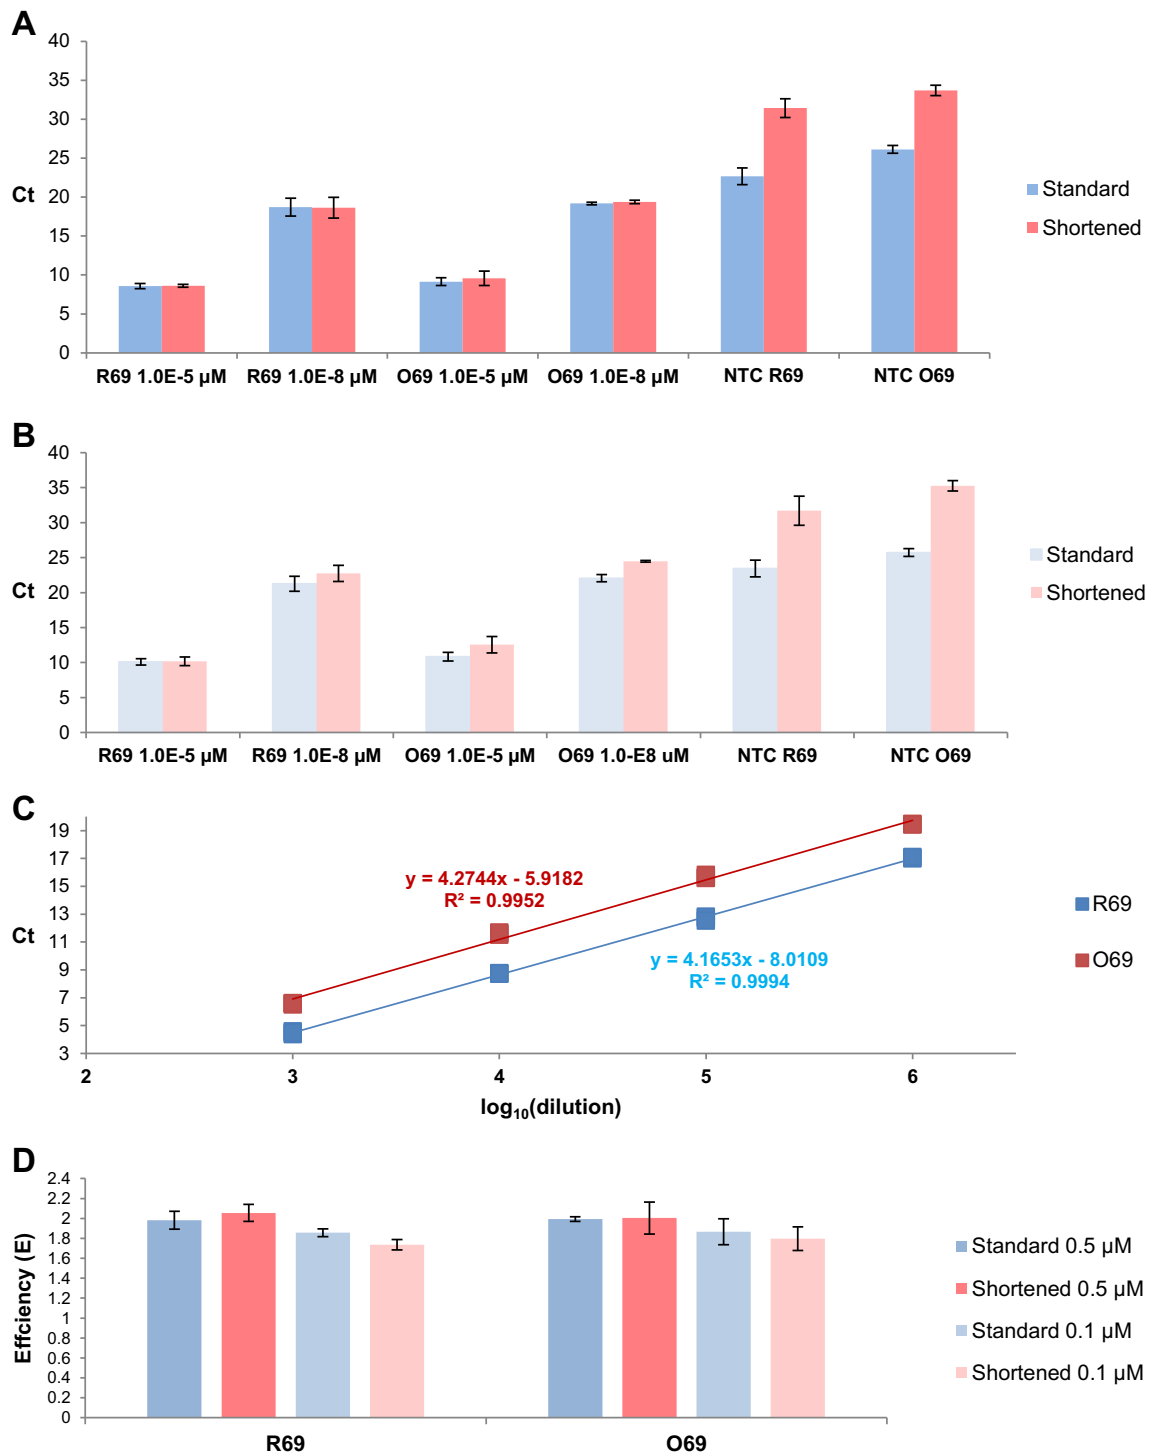 A
40
35
30
25
20
15
10
5
0
Ct
R69 1.0E-5 µM
R69 1.0E-8 µM
O69 1.0E-5 µM
O69 1.0E-8 µM
NTC R69
NTC O69
Standard
Shortened
B
40
35
30
25
20
15
10
5
0
Ct
R69 1.0E-5 µM
R69 1.0E-8 µM
O69 1.0E-5 µM
O69 1.0-E8 uM
NTC R69
NTC O69
Standard
Shortened
C
19
17
15
13
11
9
7
5
3
Ct
y = 4.2744x - 5.9182
R² = 0.9952
y = 4.1653x - 8.0109
R² = 0.9994
2
3
4
5
6
log₁₀(dilution)
R69
O69
D
2.4
2.2
2
1.8
1.6
1.4
1.2
1
0.8
0.6
0.4
0.2
0
Effciency (E)
R69
O69
Standard 0.5 µM
Shortened 0.5 µM
Standard 0.1 µM
Shortened 0.1 µM